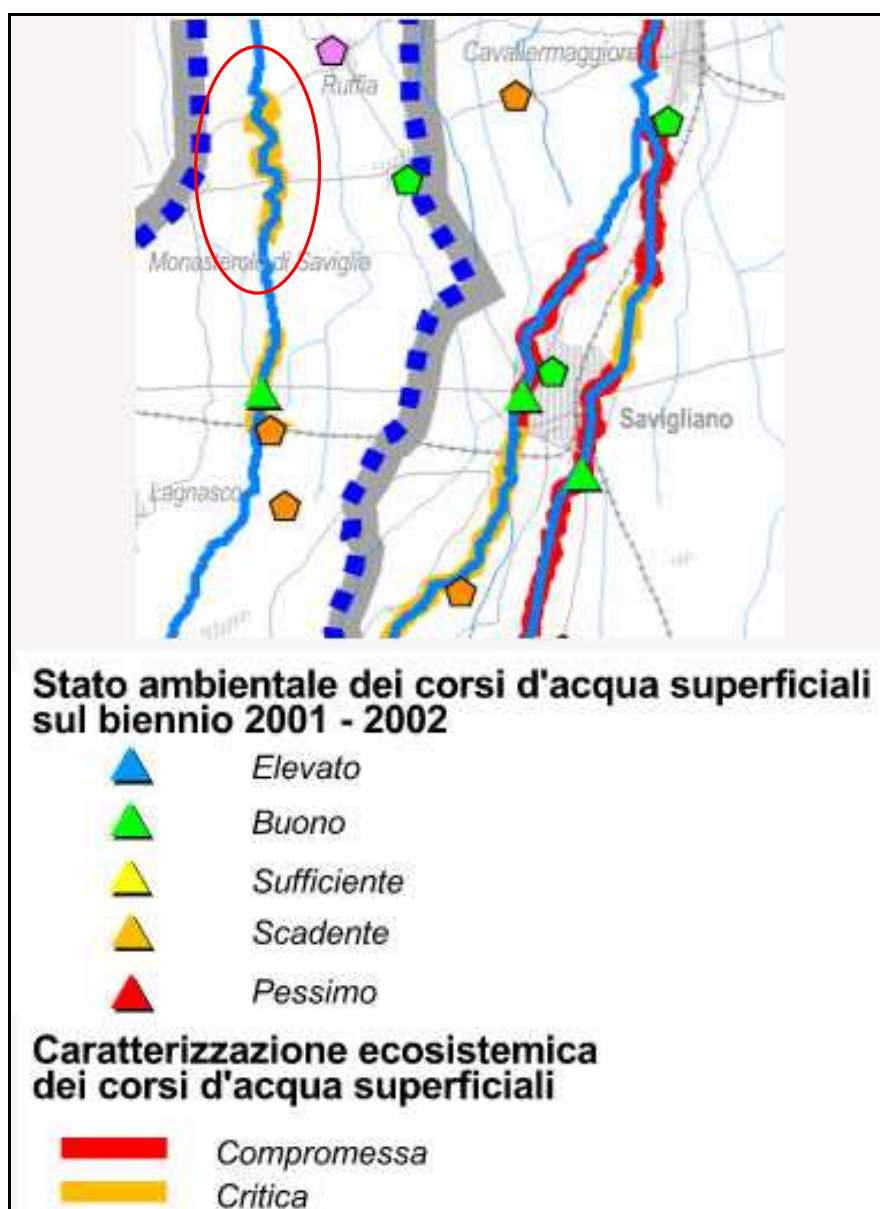 Cavallermaggiore
Ruffia
Monasterolo di Saviglia
Savigliano
Lagnasco
Stato ambientale dei corsi d'acqua superficiali
sul biennio 2001 - 2002
Elevato
Buono
Sufficiente
Scadente
Pessimo
Caratterizzazione ecosistemica
dei corsi d'acqua superficiali
Compromessa
Critica